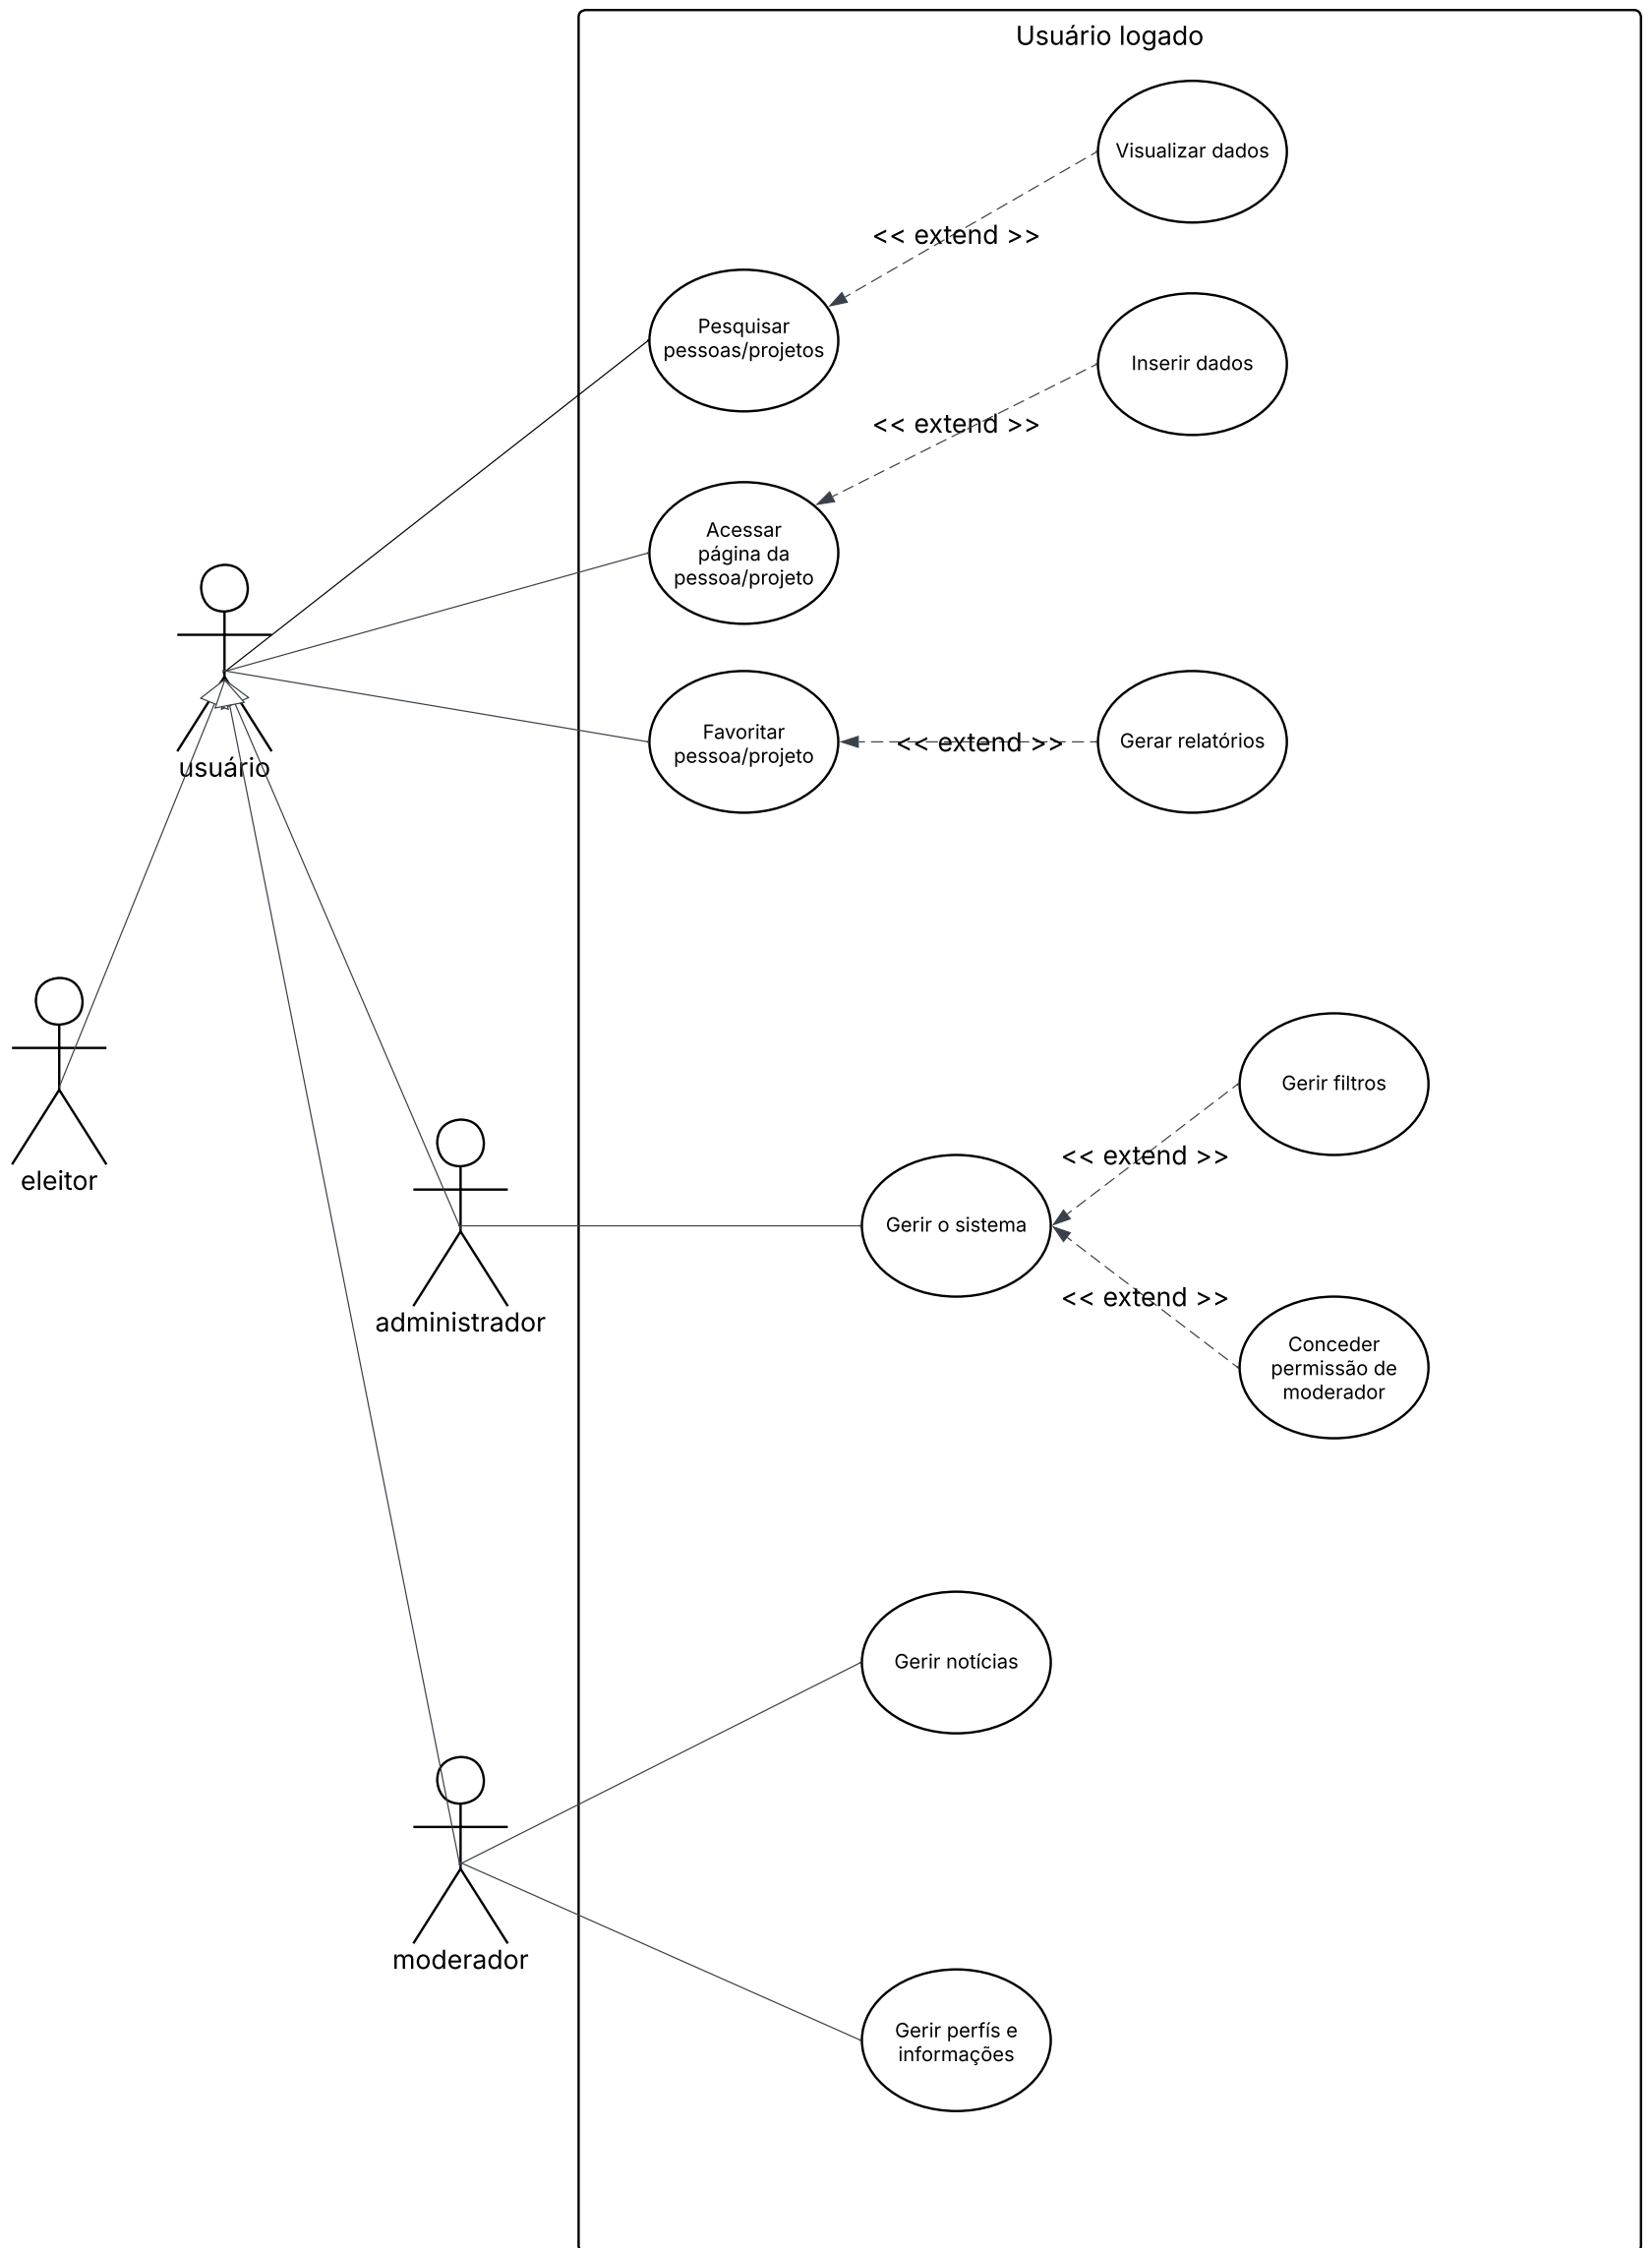 Usuário logado
Visualizar dados
<< extend >>
Pesquisar
pessoas/projetos
Inserir dados
<< extend >>
Acessar
página da
pessoa/projeto
usuário
Favoritar
pessoa/projeto
<< extend >>
Gerar relatórios
eleitor
Gerir filtros
<< extend >>
administrador
Gerir o sistema
<< extend >>
Conceder
permissão de
moderador
Gerir notícias
moderador
Gerir perfís e
informações